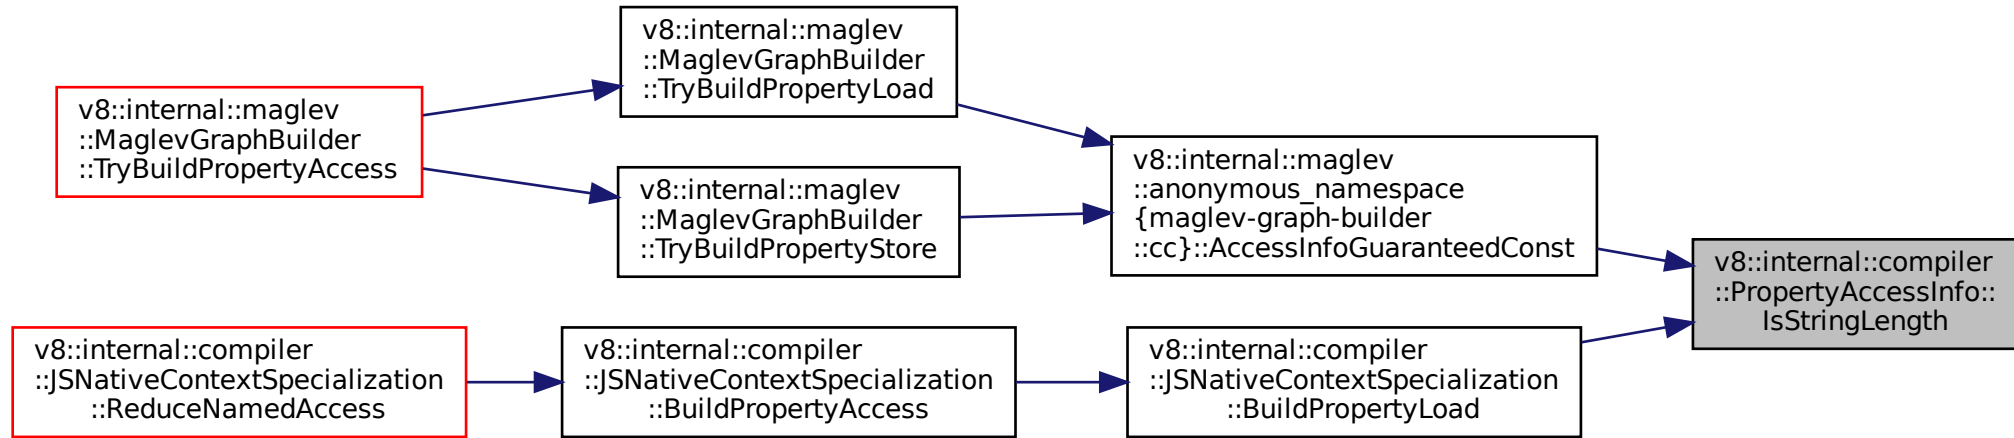 v8::internal::maglev
::MaglevGraphBuilder
::TryBuildPropertyAccess
v8::internal::maglev
::MaglevGraphBuilder
::TryBuildPropertyLoad
v8::internal::maglev
::MaglevGraphBuilder
::TryBuildPropertyStore
v8::internal::maglev
::anonymous_namespace
{maglev-graph-builder
::cc}::AccessInfoGuaranteedConst
v8::internal::compiler
::PropertyAccessInfo::
IsStringLength
v8::internal::compiler
::JSNativeContextSpecialization
::ReduceNamedAccess
v8::internal::compiler
::JSNativeContextSpecialization
::BuildPropertyAccess
v8::internal::compiler
::JSNativeContextSpecialization
::BuildPropertyLoad